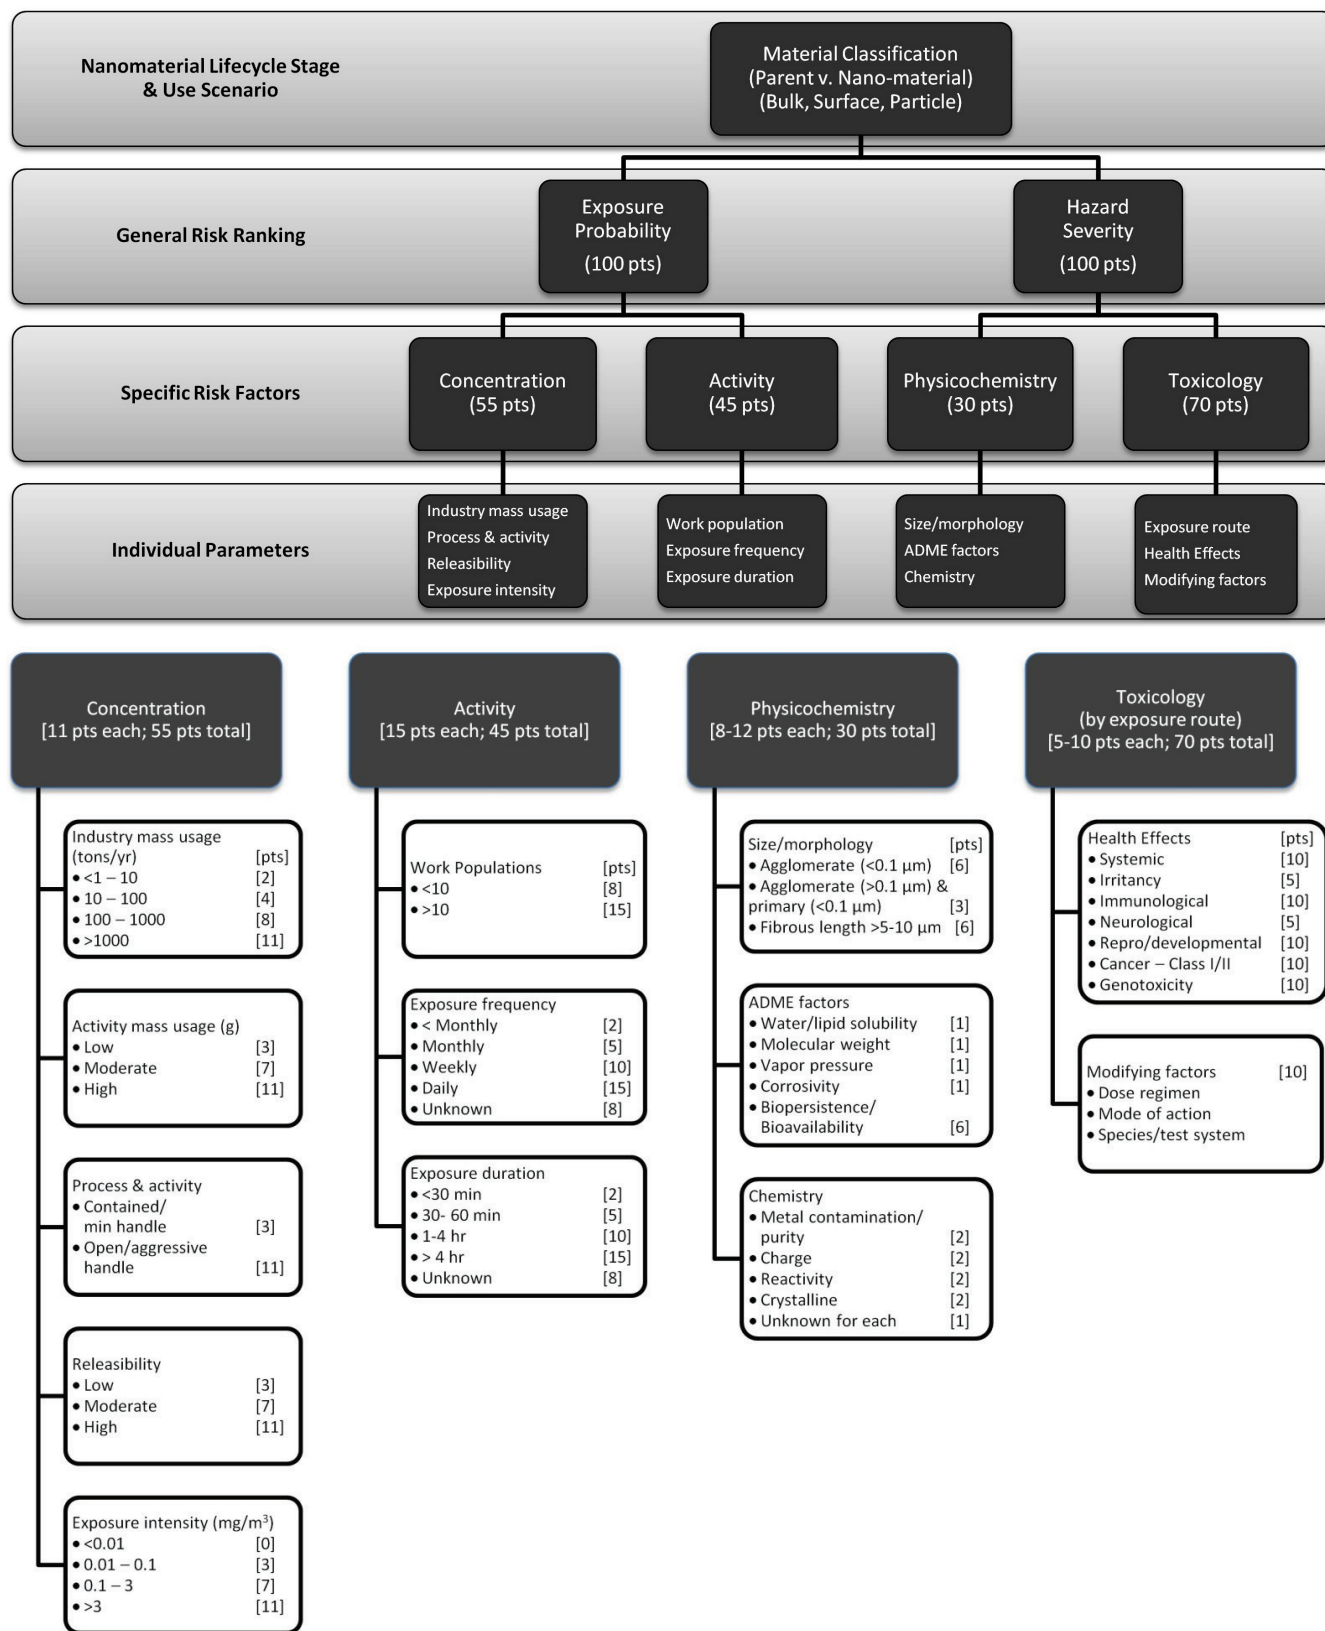 Nanomaterial Lifecycle Stage
& Use Scenario
Material Classification
(Parent v. Nano-material)
(Bulk, Surface, Particle)
General Risk Ranking
Exposure
Probability
(100 pts)
Hazard
Severity
(100 pts)
Specific Risk Factors
Concentration
(55 pts)
Activity
(45 pts)
Physicochemistry
(30 pts)
Toxicology
(70 pts)
Individual Parameters
Industry mass usage
Process & activity
Releasibility
Exposure intensity
Work population
Exposure frequency
Exposure duration
Size/morphology
ADME factors
Chemistry
Exposure route
Health Effects
Modifying factors
Concentration
[11 pts each; 55 pts total]
Industry mass usage
(tons/yr) [pts]
• <1 – 10 [2]
• 10 – 100 [4]
• 100 – 1000 [8]
• >1000 [11]
Activity mass usage (g)
• Low [3]
• Moderate [7]
• High [11]
Process & activity
• Contained/
min handle [3]
• Open/aggressive
handle [11]
Releasibility
• Low [3]
• Moderate [7]
• High [11]
Exposure intensity (mg/m³)
• <0.01 [0]
• 0.01 – 0.1 [3]
• 0.1 – 3 [7]
• >3 [11]
Activity
[15 pts each; 45 pts total]
Work Populations [pts]
• <10 [8]
• >10 [15]
Exposure frequency
• < Monthly [2]
• Monthly [5]
• Weekly [10]
• Daily [15]
• Unknown [8]
Exposure duration
• <30 min [2]
• 30- 60 min [5]
• 1-4 hr [10]
• > 4 hr [15]
• Unknown [8]
Physicochemistry
[8-12 pts each; 30 pts total]
Size/morphology [pts]
• Agglomerate (<0.1 µm) [6]
• Agglomerate (>0.1 µm) &
primary (<0.1 µm) [3]
• Fibrous length >5-10 µm [6]
ADME factors
• Water/lipid solubility [1]
• Molecular weight [1]
• Vapor pressure [1]
• Corrosivity [1]
• Biopersistence/
Bioavailability [6]
Chemistry
• Metal contamination/
purity [2]
• Charge [2]
• Reactivity [2]
• Crystalline [2]
• Unknown for each [1]
Toxicology
(by exposure route)
[5-10 pts each; 70 pts total]
Health Effects [pts]
• Systemic [10]
• Irritancy [5]
• Immunological [10]
• Neurological [5]
• Repro/developmental [10]
• Cancer – Class I/II [10]
• Genotoxicity [10]
Modifying factors [10]
• Dose regimen
• Mode of action
• Species/test system